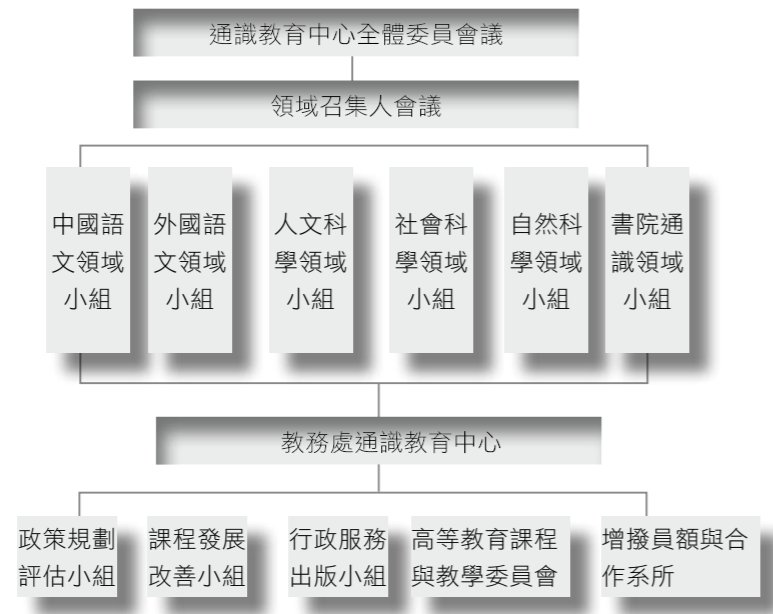 通識教育中心全體委員會議
領域召集人會議
中國語
文領域
小組
外國語
文領域
小組
人文科
學領域
小組
社會科
學領域
小組
自然科
學領域
小組
書院通
識領域
小組
教務處通識教育中心
政策規劃
評估小組
課程發展
改善小組
行政服務
出版小組
高等教育課程
與教學委員會
增撥員額與合
作系所